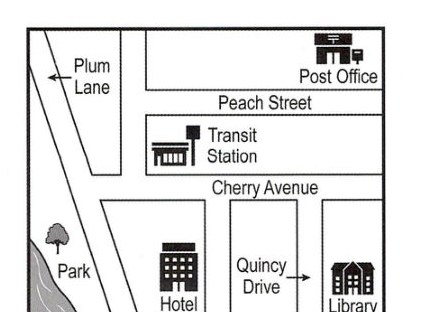 Plum
Lane
Post Office
Peach Street
Transit
Station
Cherry Avenue
Park
Hotel
Quincy
Drive
Library